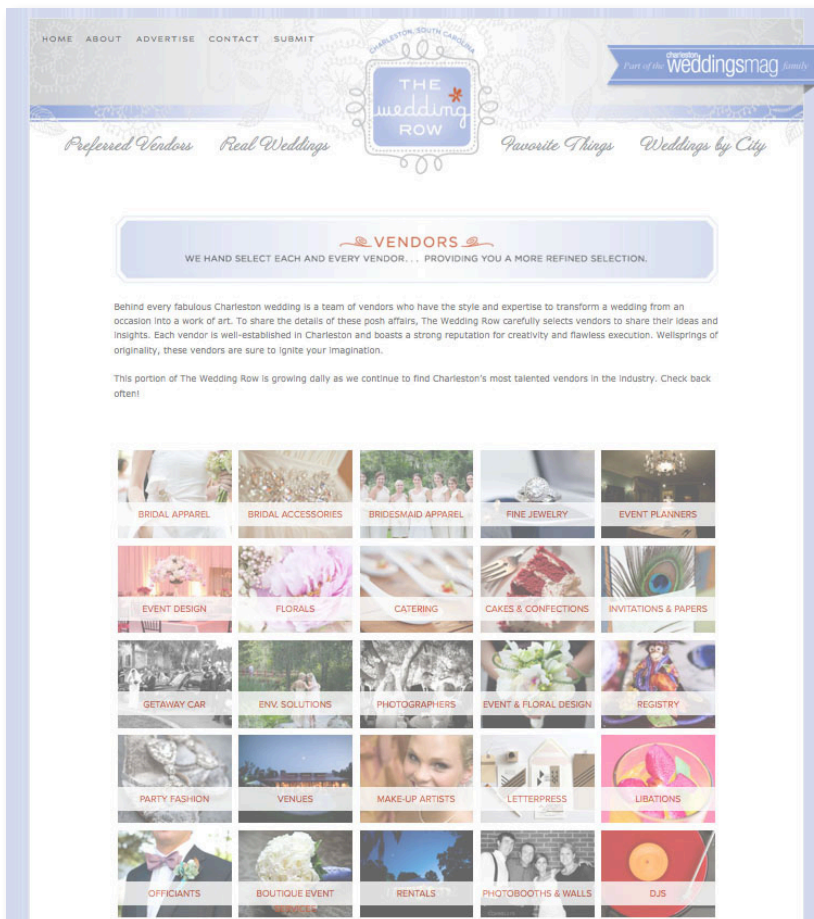 HOME ABOUT ADVERTISE CONTACT SUBMIT
CHARLESTON, SOUTH CAROLINA
THE
wedding
ROW
Part of the charleston weddingsmag family
Preferred Vendors Real Weddings Favorite Things Weddings by City
VENDORS
WE HAND SELECT EACH AND EVERY VENDOR... PROVIDING YOU A MORE REFINED SELECTION.
Behind every fabulous Charleston wedding is a team of vendors who have the style and expertise to transform a wedding from an
occasion into a work of art. To share the details of these posh affairs, The Wedding Row carefully selects vendors to share their ideas and
insights. Each vendor is well-established in Charleston and boasts a strong reputation for creativity and flawless execution. Wellsprings of
originality, these vendors are sure to ignite your imagination.
This portion of The Wedding Row is growing daily as we continue to find Charleston's most talented vendors in the industry. Check back
often!
BRIDAL APPAREL BRIDAL ACCESSORIES BRIDESMAID APPAREL FINE JEWELRY EVENT PLANNERS
EVENT DESIGN FLORALS CATERING CAKES & CONFECTIONS INVITATIONS & PAPERS
GETAWAY CAR ENV. SOLUTIONS PHOTOGRAPHERS EVENT & FLORAL DESIGN REGISTRY
PARTY FASHION VENUES MAKE-UP ARTISTS LETTERPRESS LIBATIONS
OFFICIANTS BOUTIQUE EVENT RENTALS PHOTOBOOTHS & WALLS DJS